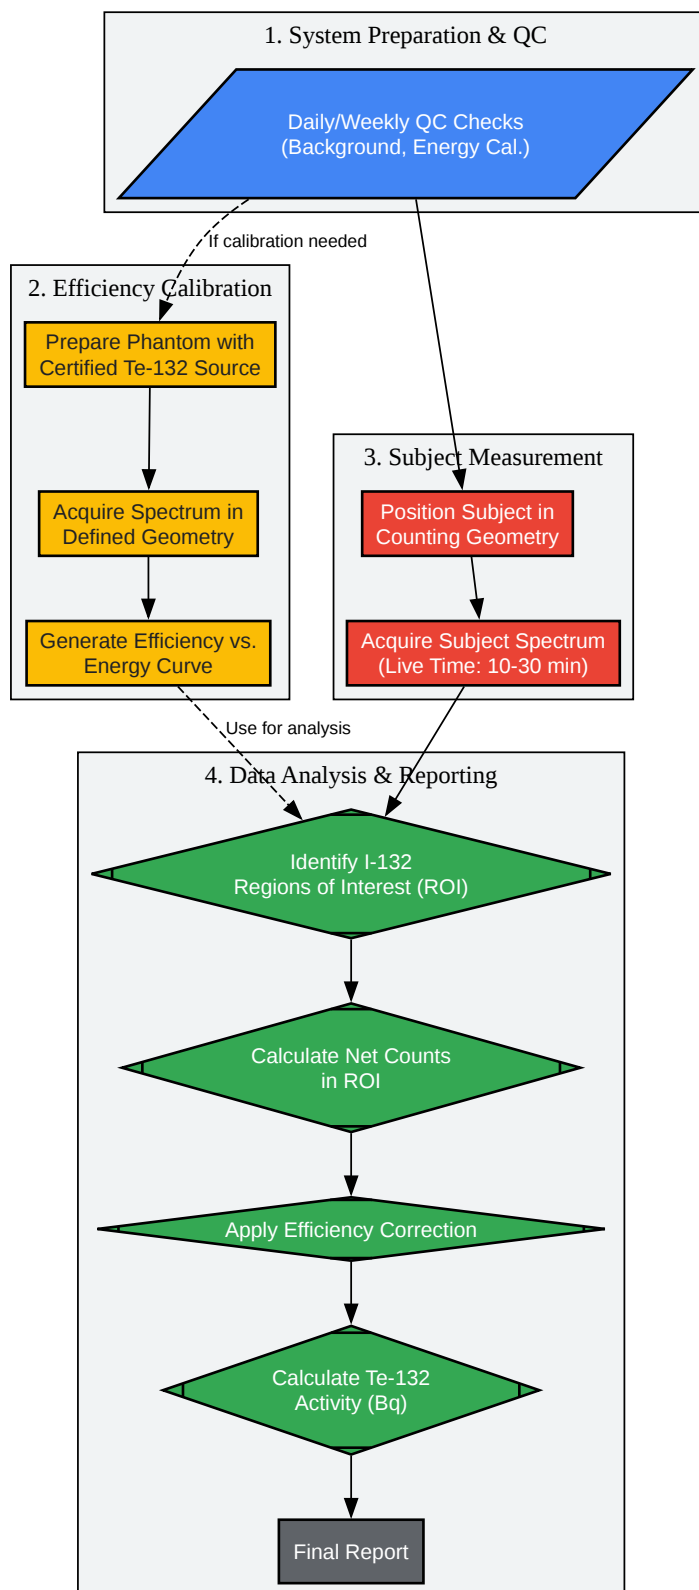 1. System Preparation & QC
Daily/Weekly QC Checks
(Background, Energy Cal.)
If calibration needed
2. Efficiency Calibration
Prepare Phantom with
Certified Te-132 Source
Acquire Spectrum in
Defined Geometry
Generate Efficiency vs.
Energy Curve
3. Subject Measurement
Position Subject in
Counting Geometry
Acquire Subject Spectrum
(Live Time: 10-30 min)
Use for analysis
4. Data Analysis & Reporting
Identify I-132
Regions of Interest (ROI)
Calculate Net Counts
in ROI
Apply Efficiency Correction
Calculate Te-132
Activity (Bq)
Final Report